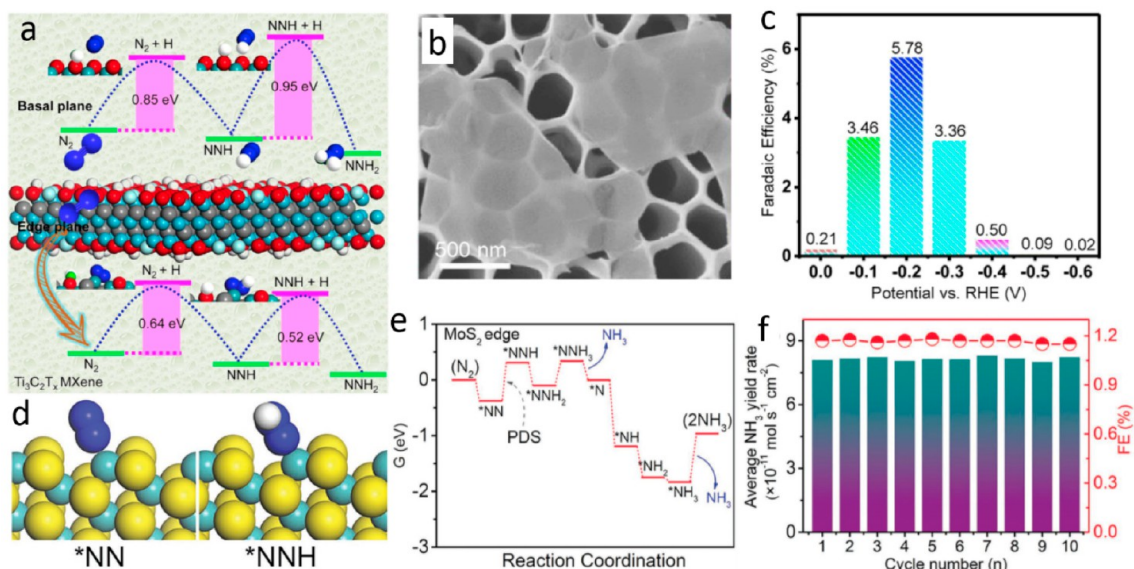 a
N₂ + H
NNH + H
0.85 eV
0.95 eV
Basal plane
N₂
NNH
NNH₂
Edge plane
N₂ + H
NNH + H
0.64 eV
0.52 eV
N₂
NNH
NNH₂
Ti₃C₂Tₓ MXene
b
500 nm
c
Faradaic Efficiency (%)
6
4
2
0
0.21
3.46
5.78
3.36
0.50
0.09
0.02
0.0 -0.1 -0.2 -0.3 -0.4 -0.5 -0.6
Potential vs. RHE (V)
d
*NN
*NNH
e
G (eV)
1
0
-1
-2
-3
MoS₂ edge
(N₂)
*NN
*NNH
*NNH₂
*NNH₃
NH₃
*N
PDS
*NH
*NH₂
*NH₃
(2NH₃)
NH₃
Reaction Coordination
f
Average NH₃ yield rate
(×10⁻¹¹ mol s⁻¹ cm⁻²)
9
6
3
0
1 2 3 4 5 6 7 8 9 10
Cycle number (n)
1.2
0.9
0.6
0.3
0.0
FE (%)